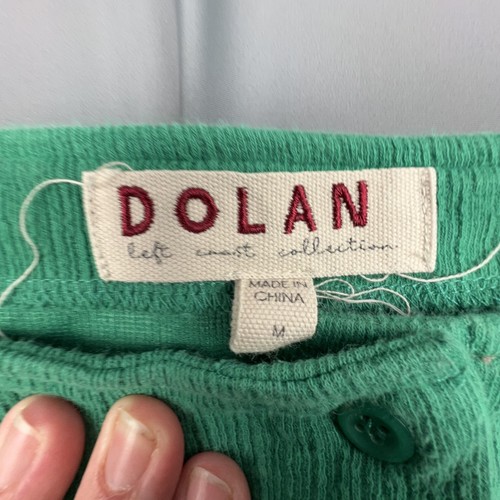 DOLAN
left coast collection
MADE IN
CHINA
M